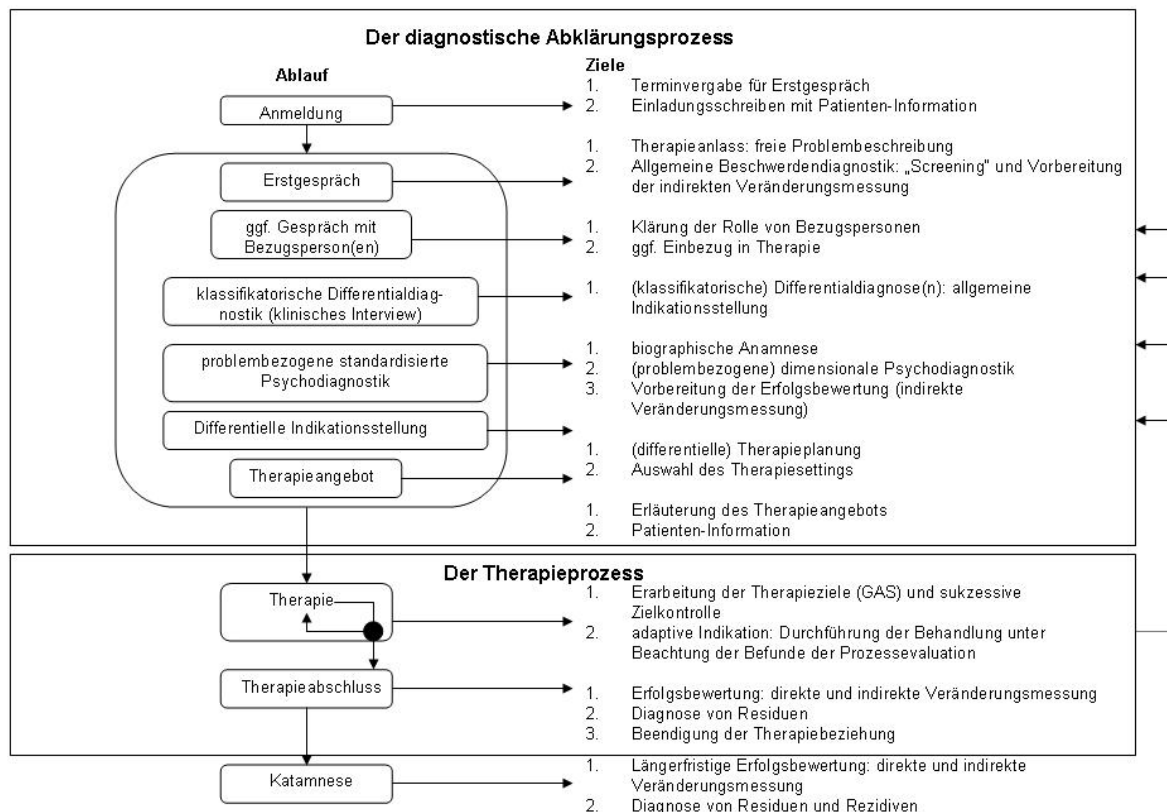 Der diagnostische Abklärungsprozess
Ablauf
Ziele
Anmeldung
1. Terminvergabe für Erstgespräch
2. Einladungsschreiben mit Patienten-Information
Erstgespräch
1. Therapieanlass: freie Problembeschreibung
2. Allgemeine Beschwerdendiagnostik: „Screening" und Vorbereitung
der indirekten Veränderungsmessung
ggf. Gespräch mit
Bezugsperson(en)
1. Klärung der Rolle von Bezugspersonen
2. ggf. Einbezug in Therapie
klassifikatorische Differentialdiag-
nostik (klinisches Interview)
1. (klassifikatorische) Differentialdiagnose(n): allgemeine
Indikationsstellung
problembezogene standardisierte
Psychodiagnostik
1. biographische Anamnese
2. (problembezogene) dimensionale Psychodiagnostik
3. Vorbereitung der Erfolgsbewertung (indirekte
Veränderungsmessung)
Differentielle Indikationsstellung
1. (differentielle) Therapieplanung
2. Auswahl des Therapiesettings
Therapieangebot
1. Erläuterung des Therapieangebots
2. Patienten-Information
Der Therapieprozess
Therapie
1. Erarbeitung der Therapieziele (GAS) und sukzessive
Zielkontrolle
2. adaptive Indikation: Durchführung der Behandlung unter
Beachtung der Befunde der Prozessevaluation
Therapieabschluss
1. Erfolgsbewertung: direkte und indirekte Veränderungsmessung
2. Diagnose von Residuen
3. Beendigung der Therapiebeziehung
Katamnese
1. Längerfristige Erfolgsbewertung: direkte und indirekte
Veränderungsmessung
2. Diagnose von Residuen und Rezidiven